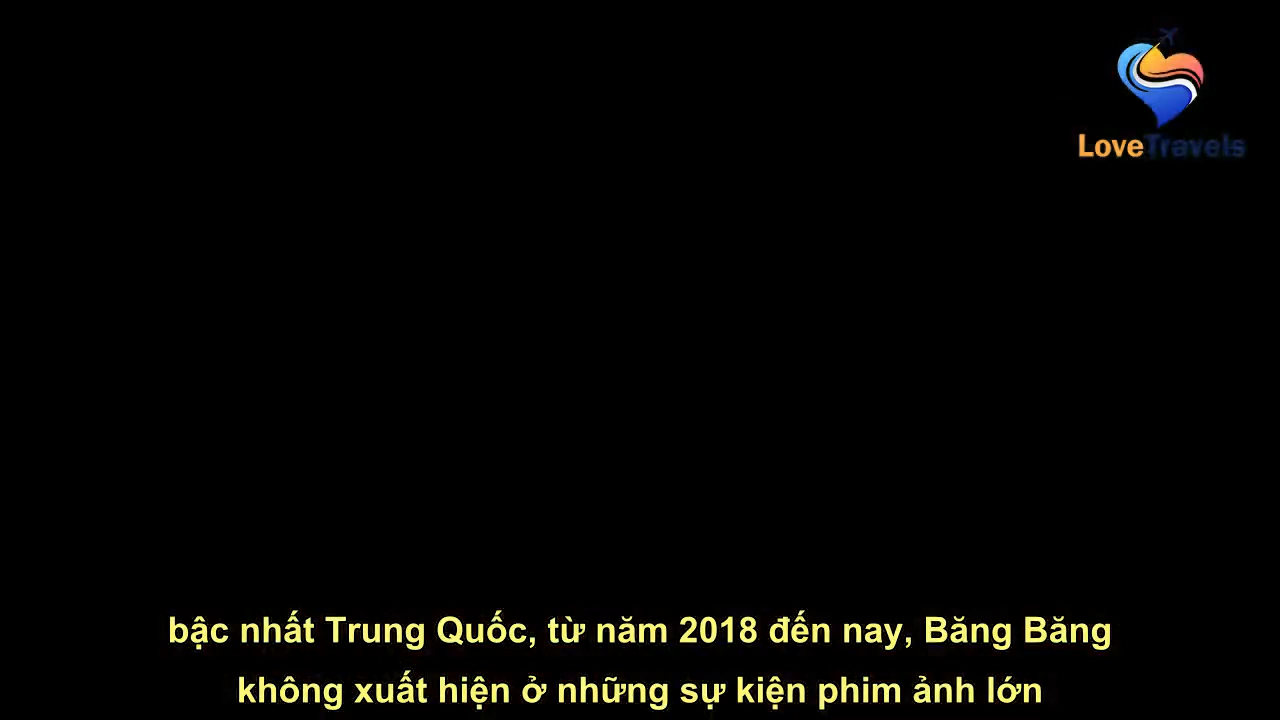 LoveTravels
bậc nhất Trung Quốc, từ năm 2018 đến nay, Băng Băng
không xuất hiện ở những sự kiện phim ảnh lớn